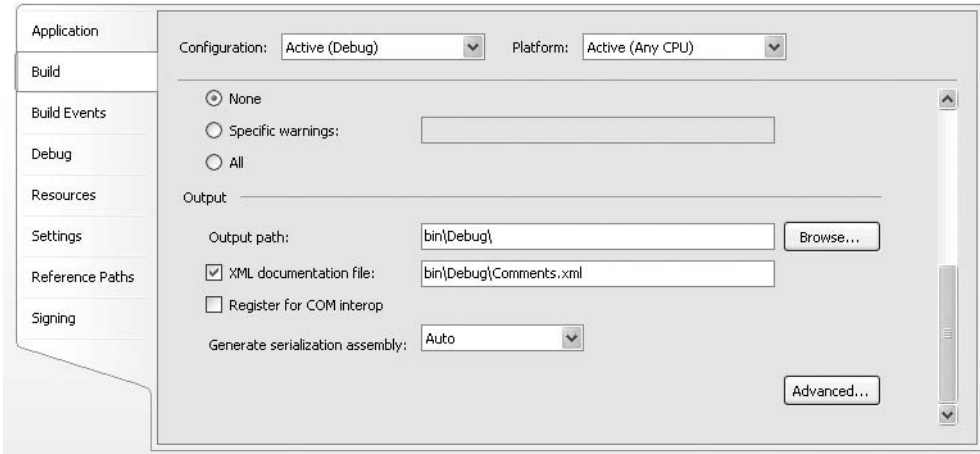 Application
Build
Build Events
Debug
Resources
Settings
Reference Paths
Signing
Configuration: Active (Debug) Platform: Active (Any CPU)
None
Specific warnings:
All
Output
Output path: bin\Debug\ Browse...
XML documentation file: bin\Debug\Comments.xml
Register for COM interop
Generate serialization assembly: Auto
Advanced...